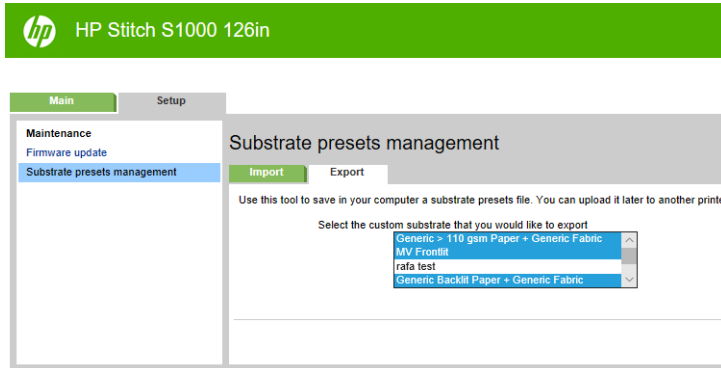 hp HP Stitch S1000 126in
Main Setup
Maintenance
Firmware update
Substrate presets management
Substrate presets management
Import Export
Use this tool to save in your computer a substrate presets file. You can upload it later to another printe
Select the custom substrate that you would like to export
Generic > 110 gsm Paper + Generic Fabric
MV Frontlit
rafa test
Generic Backlit Paper + Generic Fabric